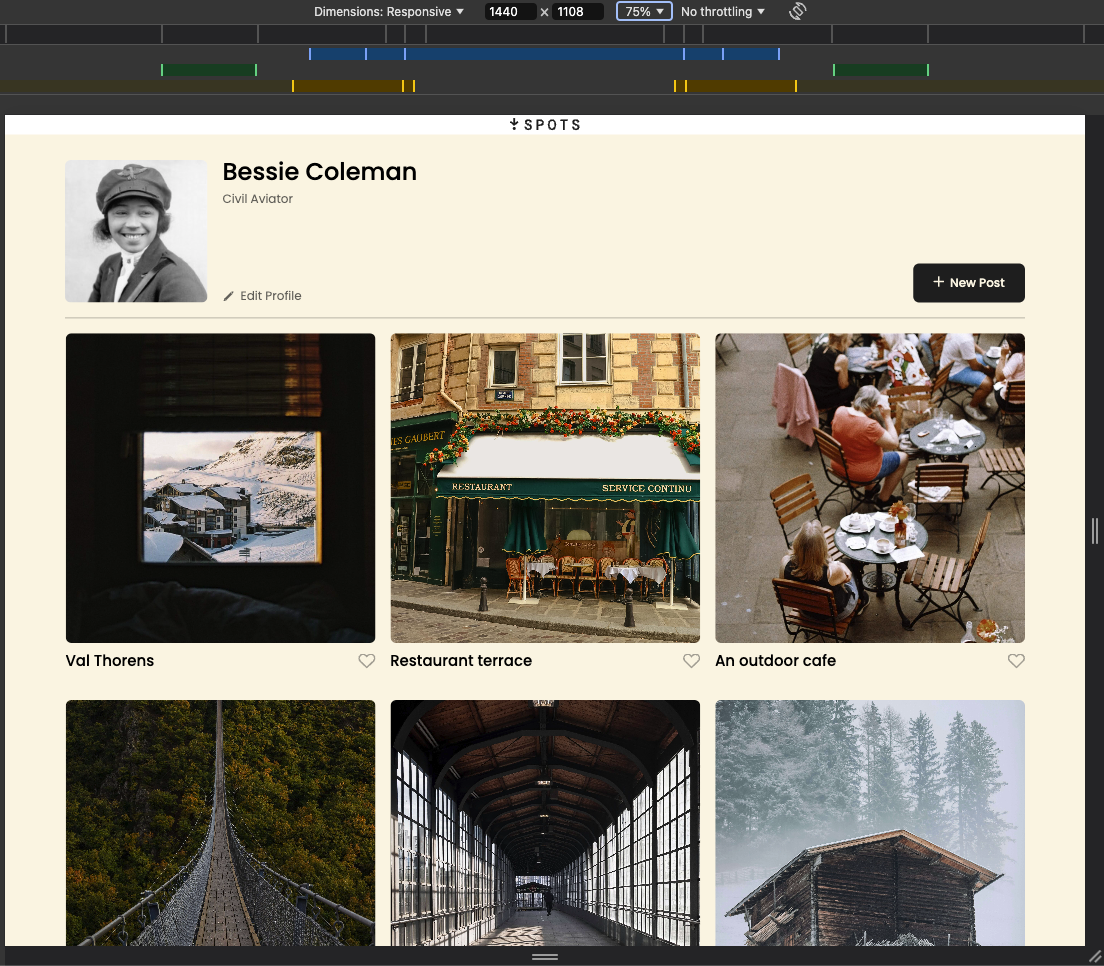 Dimensions: Responsive
1440 × 1108
75%
No throttling
SPOTS
Bessie Coleman
Civil Aviator
Edit Profile
+ New Post
RESTAURANT
SERVICE CONTINU
Val Thorens
Restaurant terrace
An outdoor cafe